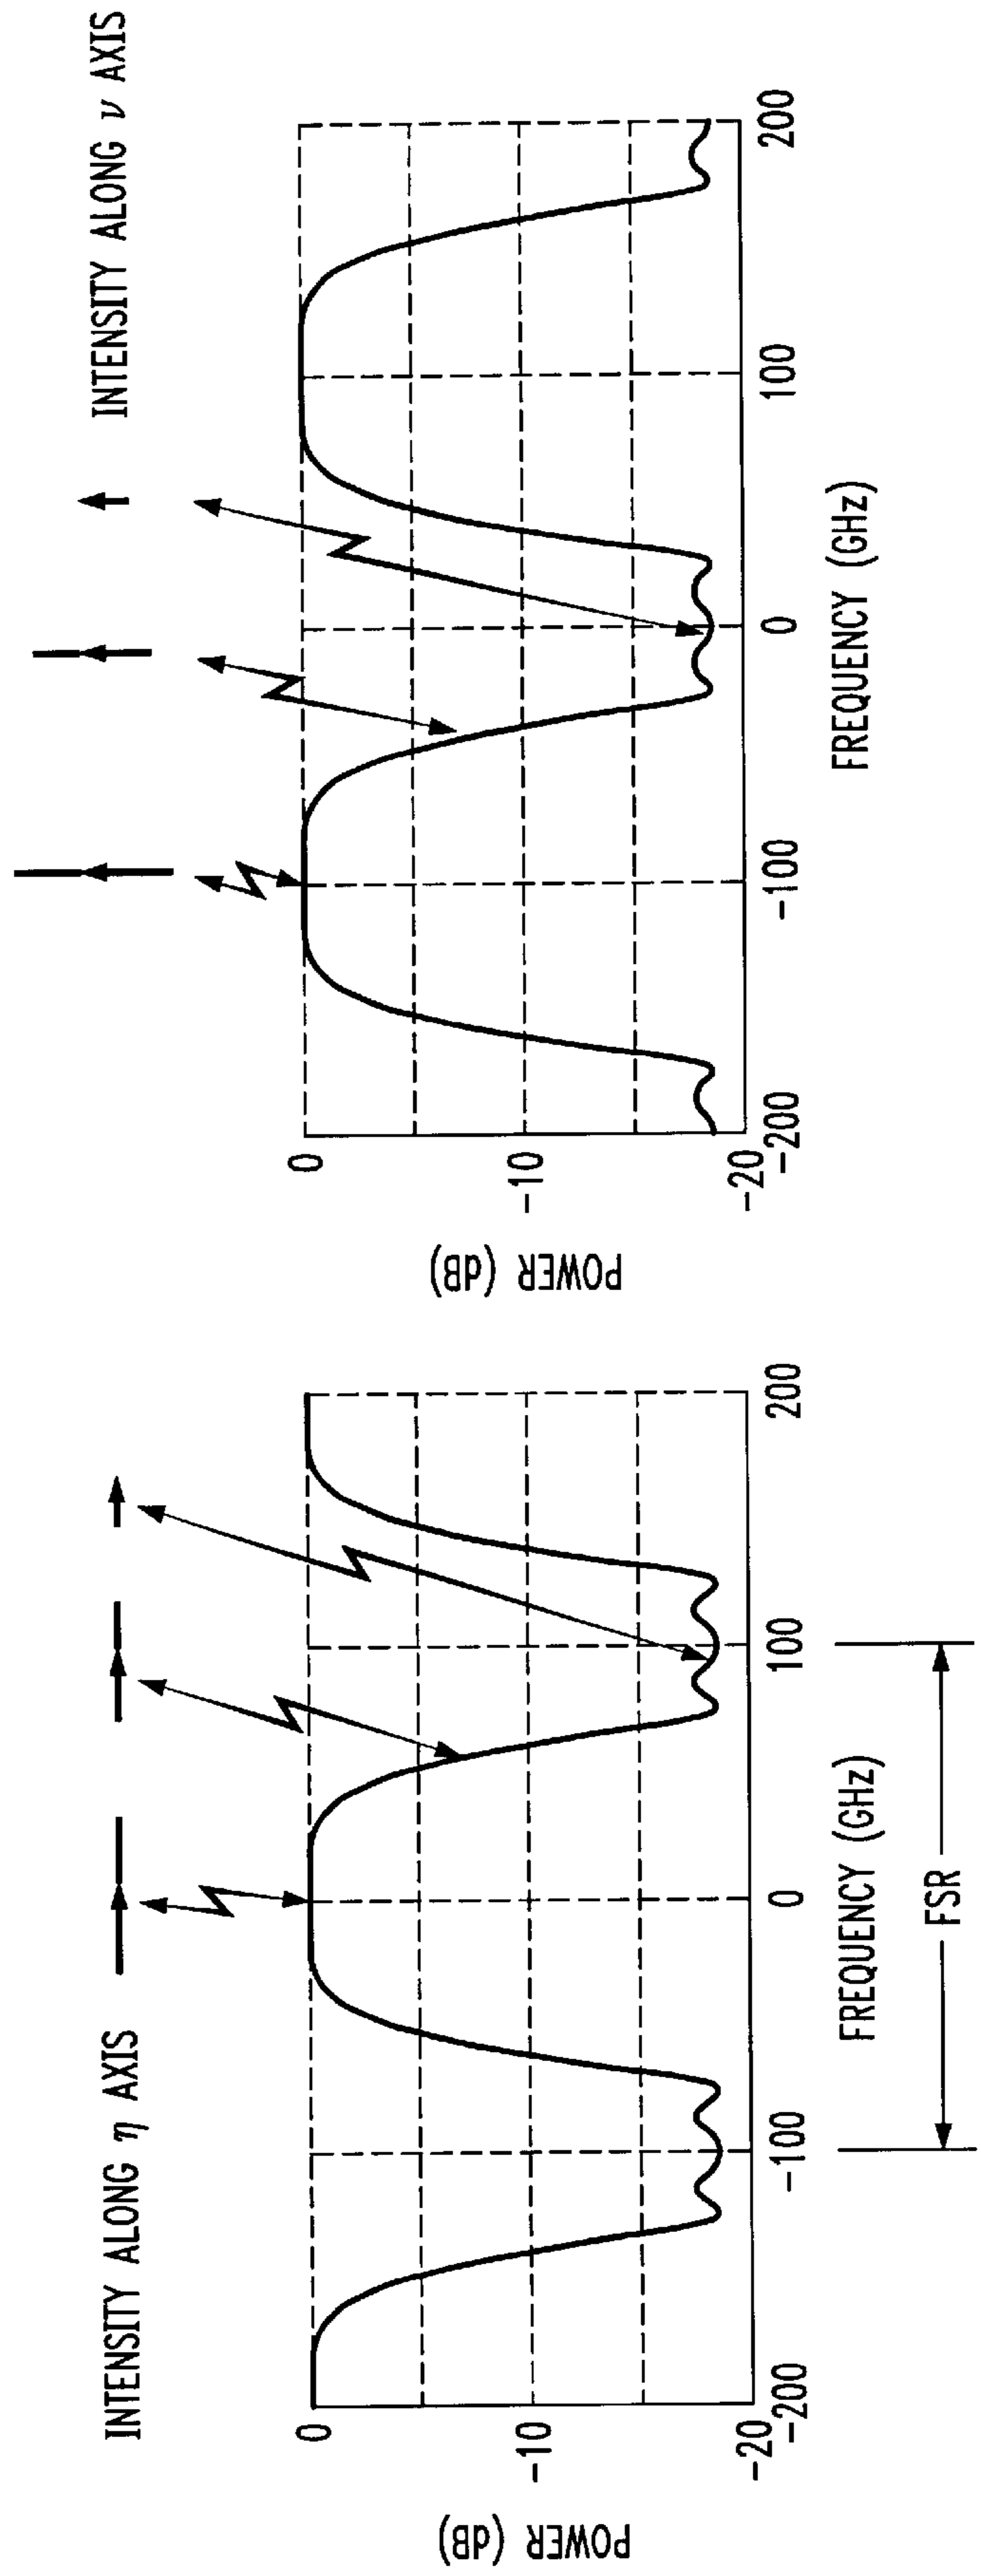 INTENSITY ALONG η AXIS
POWER (dB)
0
-10
-20
-200
-100
0
100
200
FREQUENCY (GHz)
FSR
INTENSITY ALONG ν AXIS
POWER (dB)
0
-10
-20
-200
-100
0
100
200
FREQUENCY (GHz)